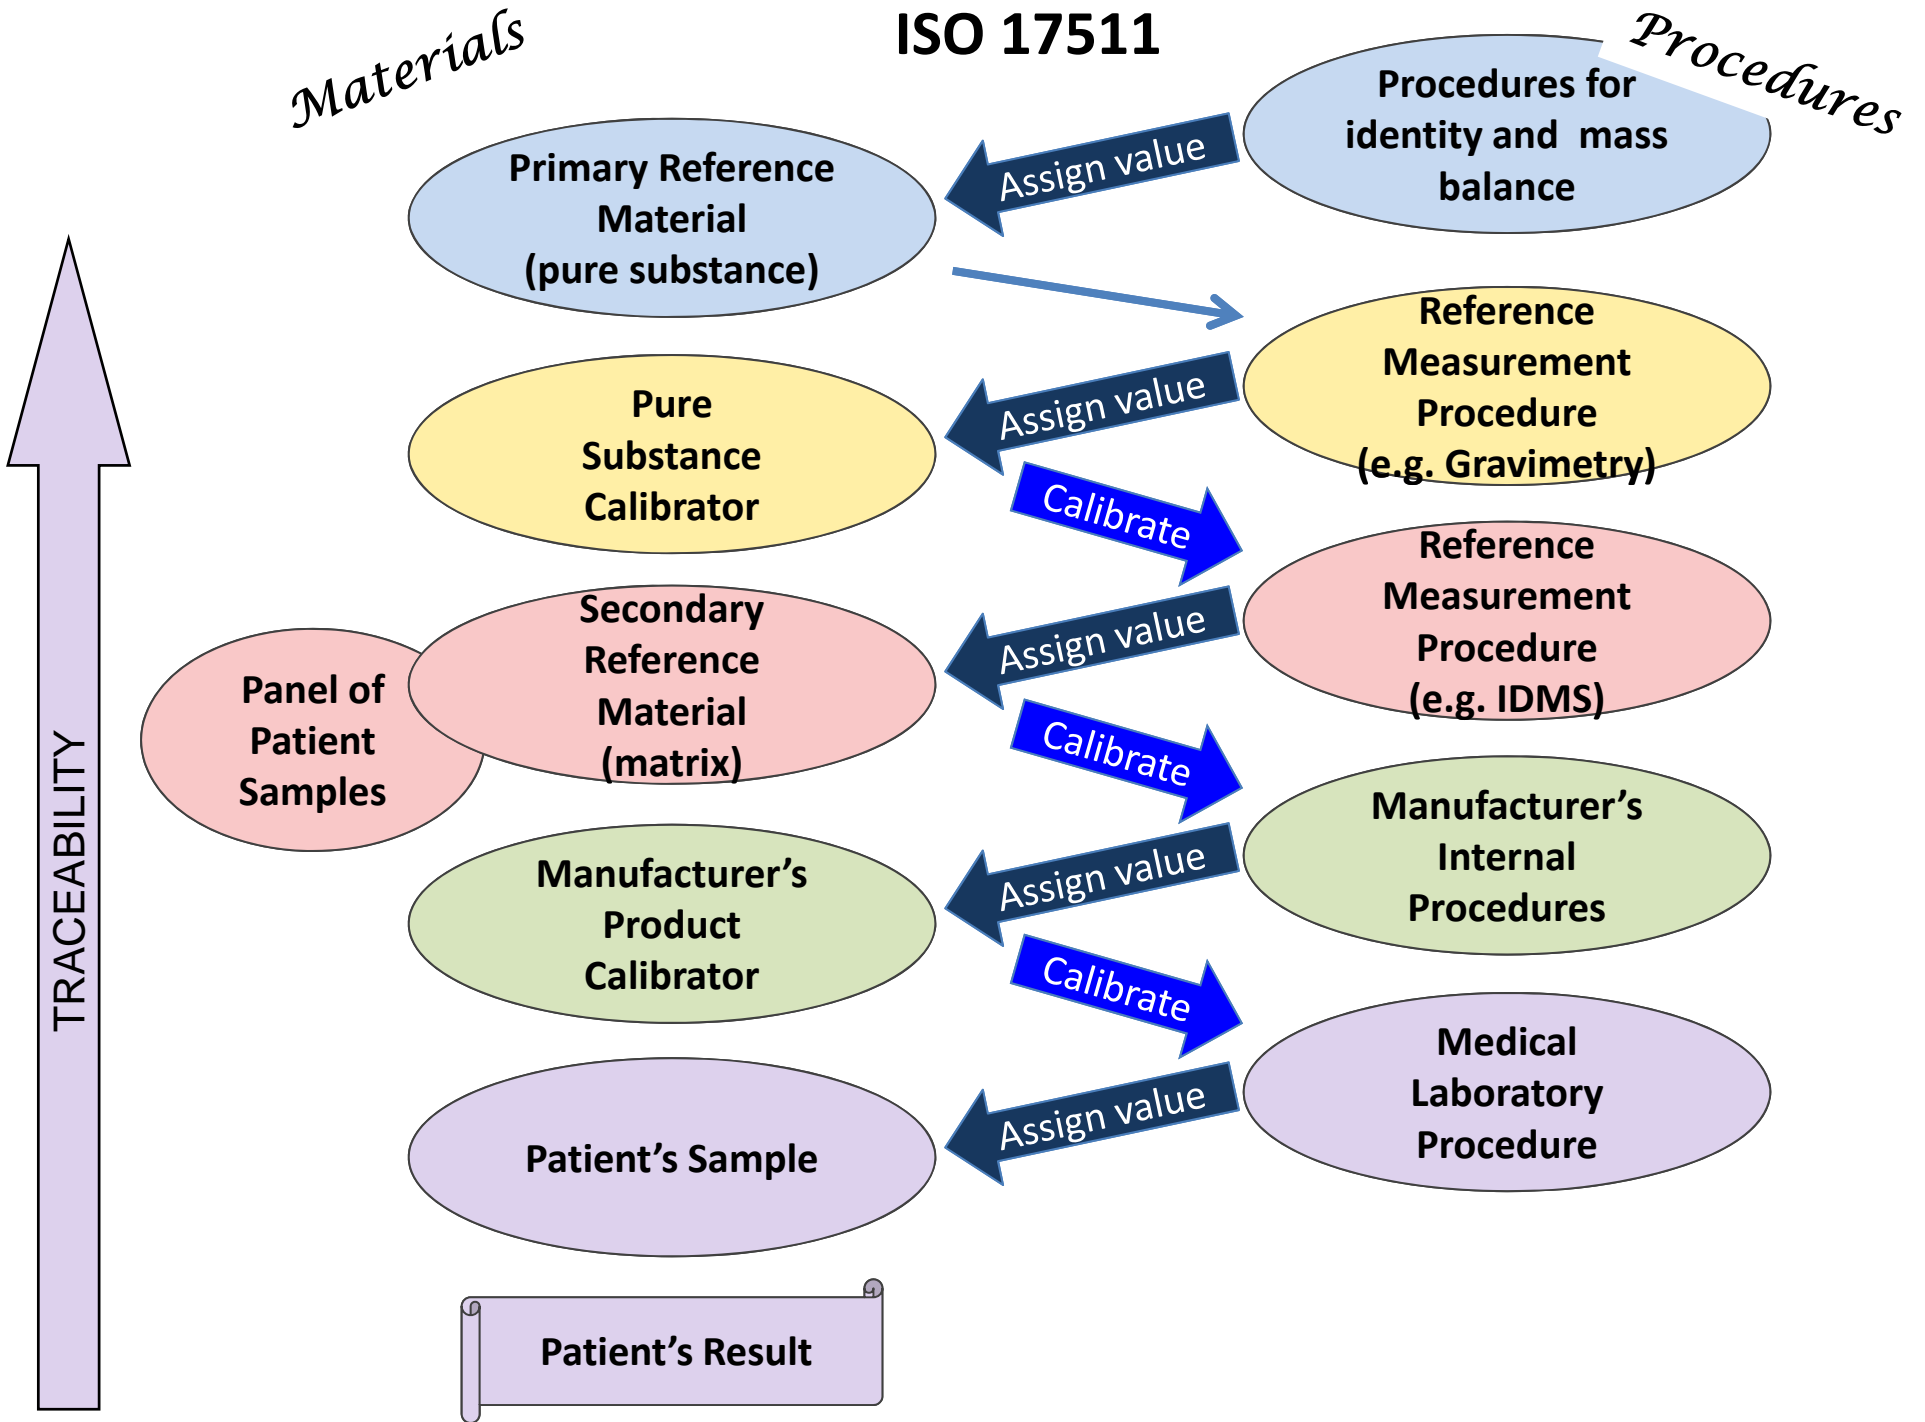 ISO 17511
Materials
Procedures
Procedures for
identity and  mass
balance
Assign value
Primary Reference
Material
(pure substance)
Reference
Measurement
Procedure
(e.g. Gravimetry)
Assign value
Pure
Substance
Calibrator
Calibrate
Reference
Measurement
Procedure
(e.g. IDMS)
Assign value
Secondary
Reference
Material
(matrix)
Panel of
Patient
Samples
Calibrate
Manufacturer’s
Internal
Procedures
Assign value
Manufacturer’s
Product
Calibrator
Calibrate
Medical
Laboratory
Procedure
Assign value
Patient’s Sample
Patient’s Result
TRACEABILITY